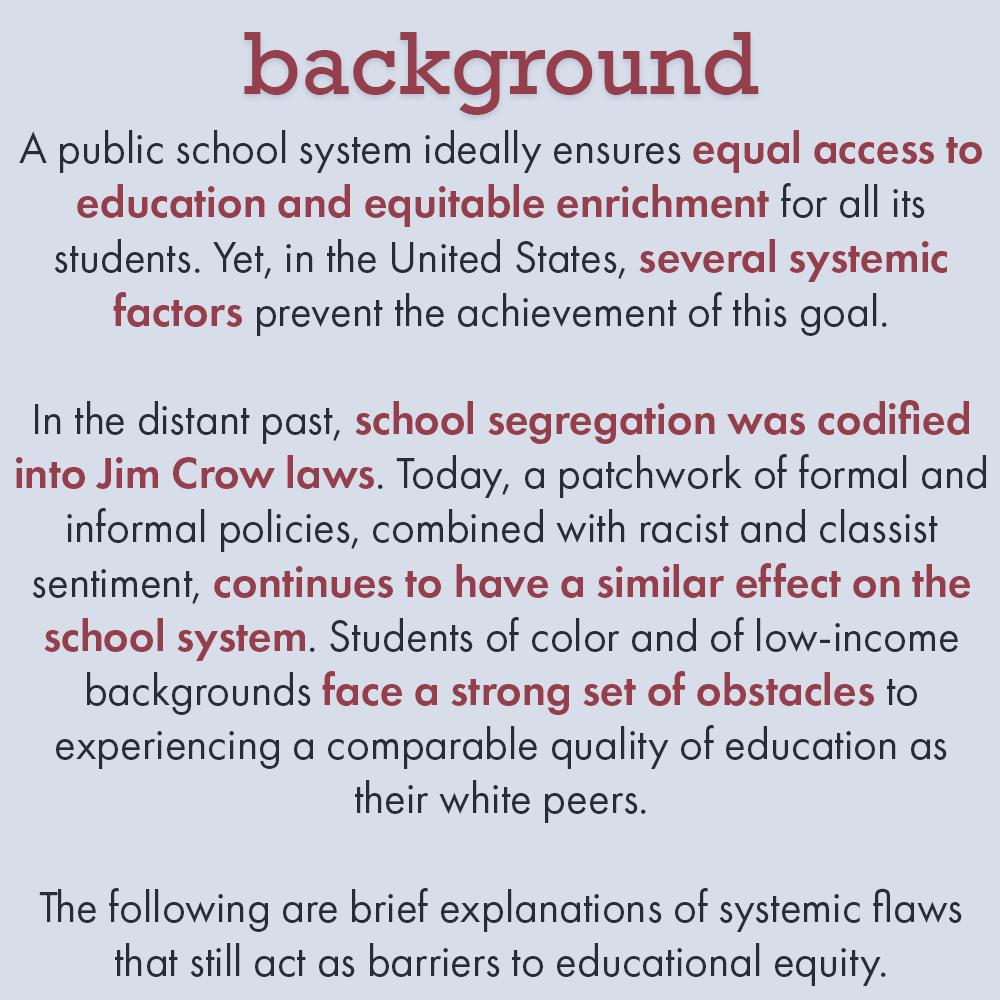 background
A public school system ideally ensures equal access to
education and equitable enrichment for all its
students. Yet, in the United States, several systemic
factors prevent the achievement of this goal.
In the distant past, school segregation was codified
into Jim Crow laws. Today, a patchwork of formal and
informal policies, combined with racist and classist
sentiment, continues to have a similar effect on the
school system. Students of color and of low-income
backgrounds face a strong set of obstacles to
experiencing a comparable quality of education as
their white peers.
The following are brief explanations of systemic flaws
that still act as barriers to educational equity.